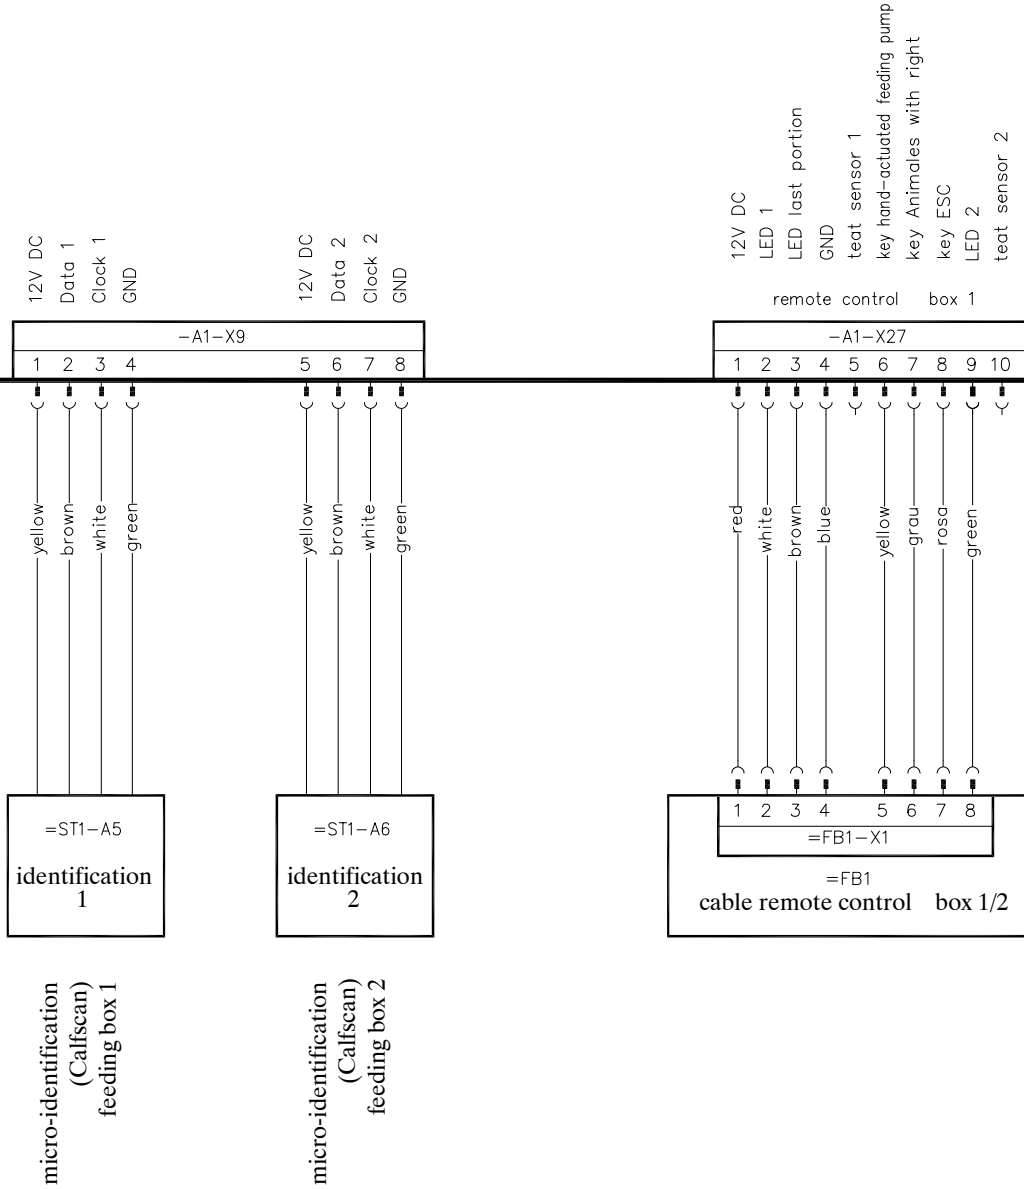 12V DC
Data 1
Clock 1
GND
12V DC
Data 2
Clock 2
GND
12V DC
LED 1
LED last portion
GND
teat sensor 1
key hand-actuated feeding pump
key Animales with right
key ESC
LED 2
teat sensor 2
remote control box 1
-A1-X9
-A1-X27
1 2 3 4 5 6 7 8
1 2 3 4 5 6 7 8 9 10
yellow
brown
white
green
yellow
brown
white
green
red
white
brown
blue
yellow
grau
rosa
green
1 2 3 4 5 6 7 8
=FB1-X1
=ST1-A5
identification
1
=ST1-A6
identification
2
=FB1
cable remote control box 1/2
micro-identification
(Calfscan)
feeding box 1
micro-identification
(Calfscan)
feeding box 2